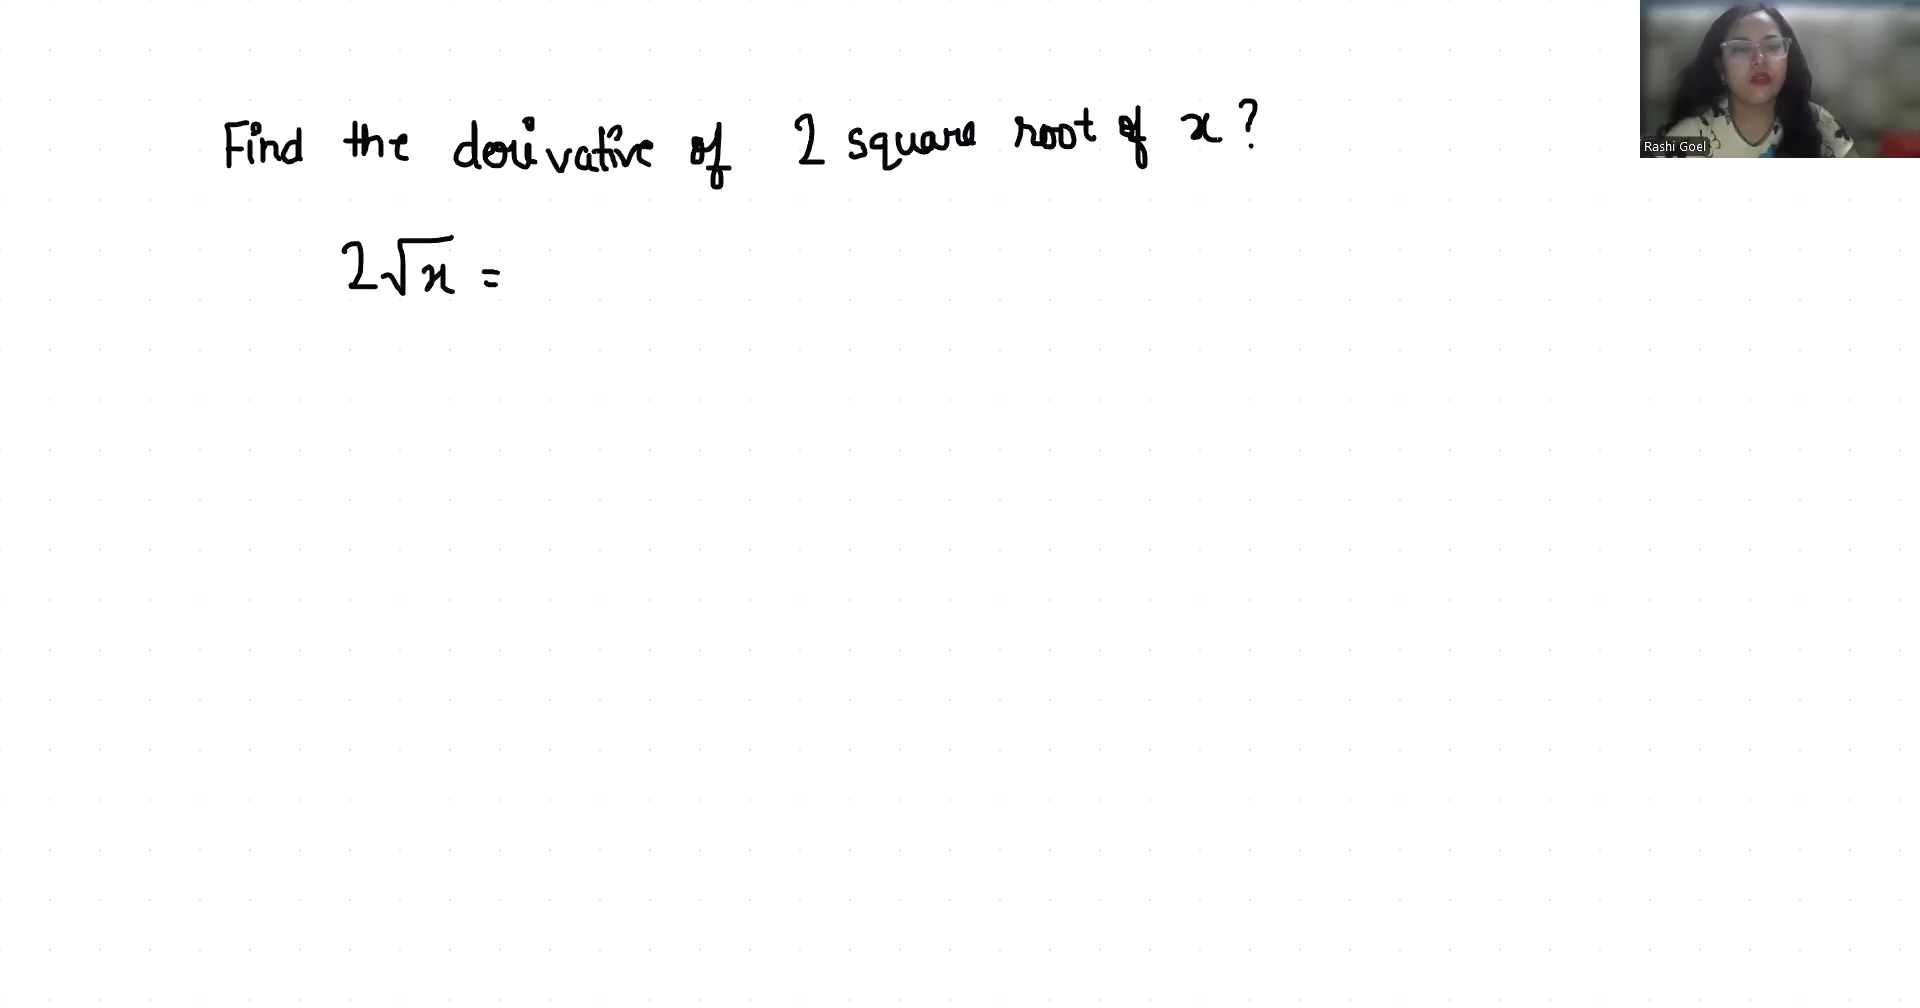 Find the derivative of 2 square root of x?
2√x =
Rashi Goel